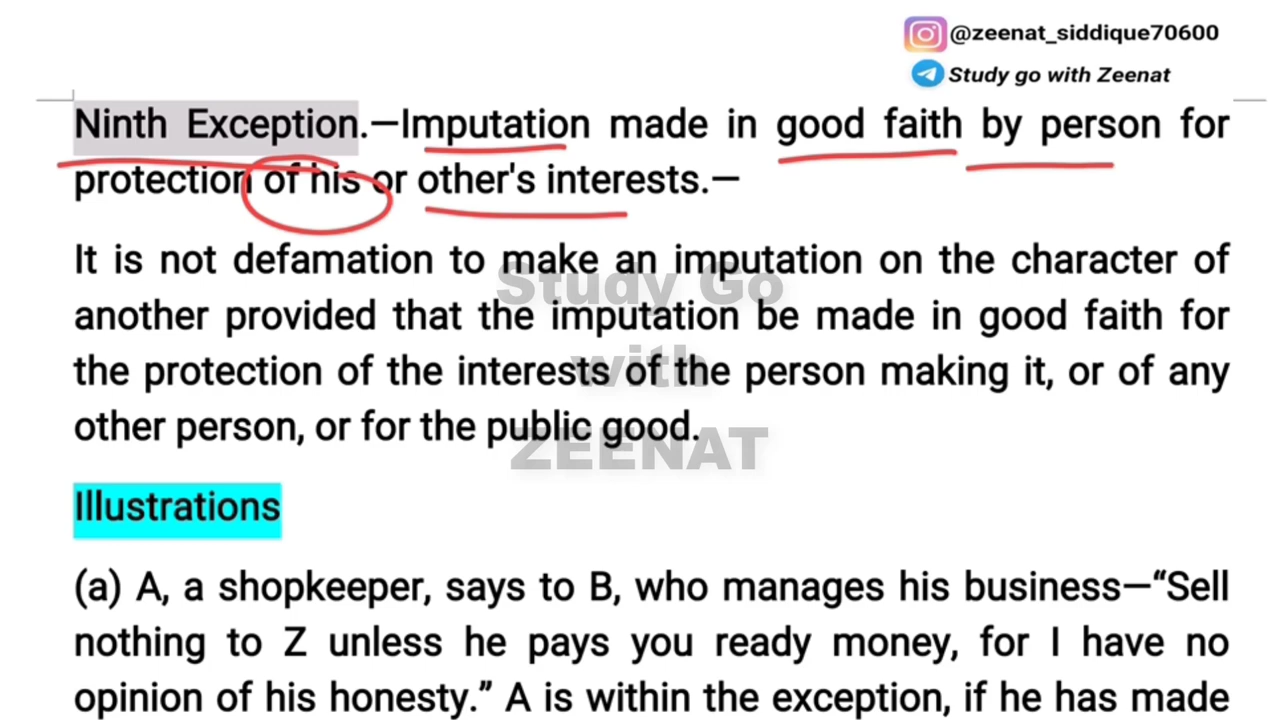 @zeenat_siddique70600
Study go with Zeenat
Ninth Exception.—Imputation made in good faith by person for
protection of his or other's interests.—
It is not defamation to make an imputation on the character of
another provided that the imputation be made in good faith for
the protection of the interests of the person making it, or of any
other person, or for the public good.
Study Go
with
ZEENAT
Illustrations
(a) A, a shopkeeper, says to B, who manages his business—“Sell
nothing to Z unless he pays you ready money, for I have no
opinion of his honesty.” A is within the exception, if he has made